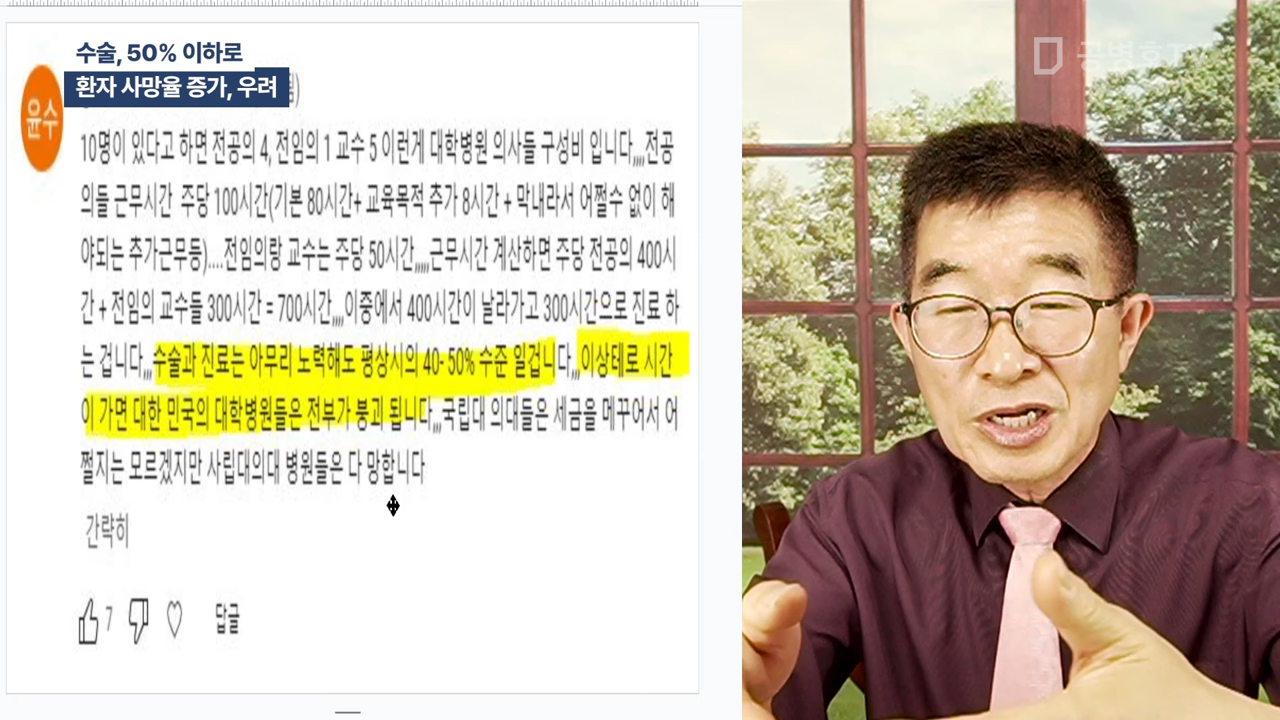 수술, 50% 이하로
환자 사망율 증가, 우려
윤수
10명이 있다고 하면 전공의 4, 전임의 1 교수 5 이런게 대학병원 의사들 구성비 입니다,,,,전공
의들 근무시간 주당 100시간(기본 80시간+ 교육목적 추가 8시간 + 막내라서 어쩔수 없이 해
야되는 추가근무등)....전임의랑 교수는 주당 50시간,,,,,근무시간 계산하면 주당 전공의 400시
간 + 전임의 교수들 300시간 = 700시간,,,,이중에서 400시간이 날라가고 300시간으로 진료 하
는 겁니다,,,수술과 진료는 아무리 노력해도 평상시의 40- 50% 수준 일겁니다,,,이상태로 시간
이 가면 대한 민국의 대학병원들은 전부가 붕괴 됩니다,,,국립대 의대들은 세금을 메꾸어서 어
쩔지는 모르겠지만 사립대의대 병원들은 다 망합니다
간략히
7
답글
공병호TV